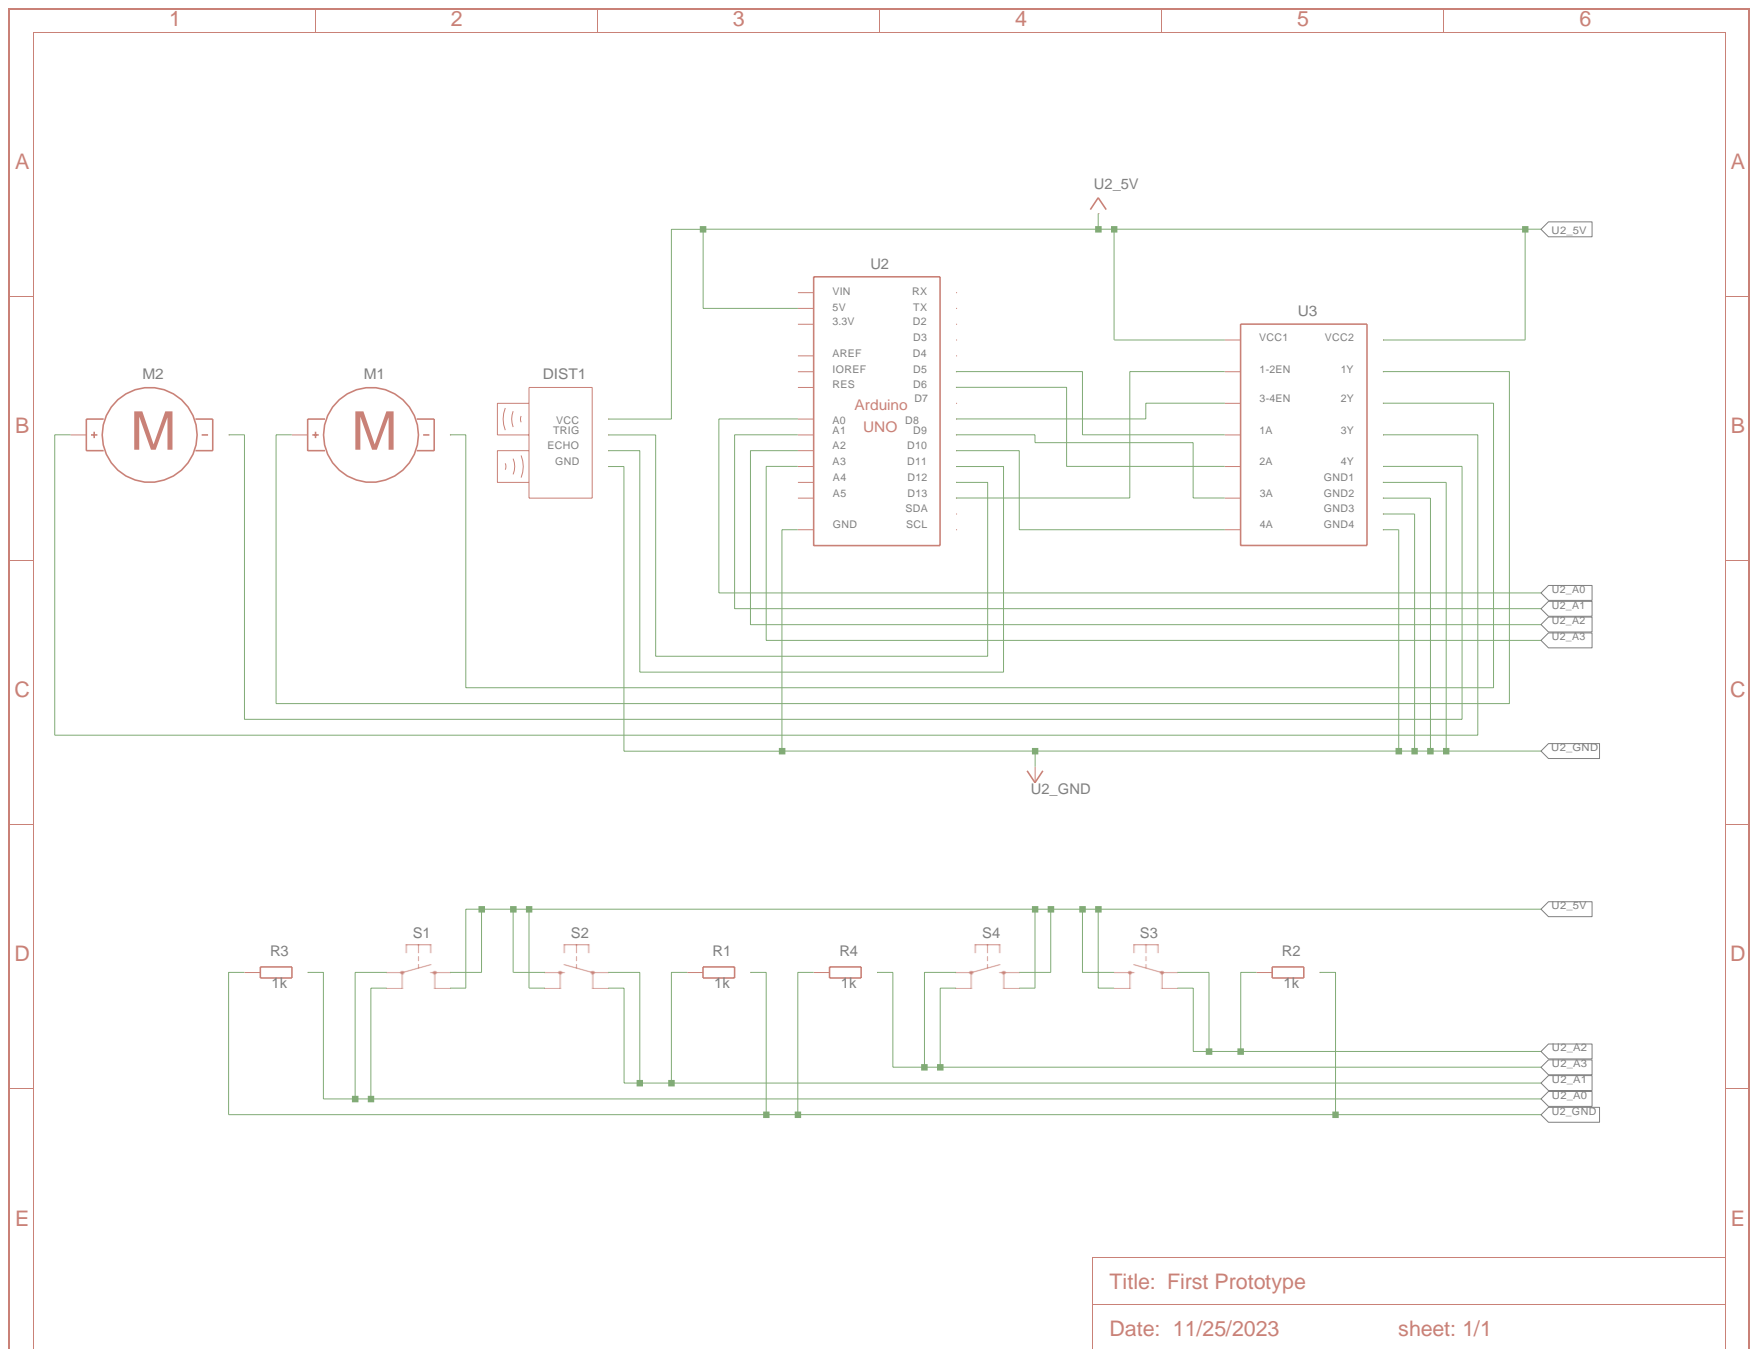 1 2 3 4 5 6
A A
U2_5V
U2_5V
U2
VIN RX
5V TX
3.3V D2
D3
AREF D4
IOREF D5
RES D6
D7
Arduino
UNO
A0 D8
A1 D9
A2 D10
A3 D11
A4 D12
A5 D13
SDA
GND SCL
U3
VCC1 VCC2
1-2EN 1Y
3-4EN 2Y
1A 3Y
2A 4Y
GND1
3A GND2
GND3
4A GND4
M2 M1 DIST1
B B
+ M - + M -
VCC
TRIG
ECHO
GND
U2_A0
U2_A1
U2_A2
U2_A3
C C
U2_GND
U2_GND
U2_5V
D D
R3 S1 S2 R1 R4 S4 S3 R2
1k 1k 1k 1k
U2_A2
U2_A3
U2_A1
U2_A0
U2_GND
E E
Title: First Prototype
Date: 11/25/2023 sheet: 1/1